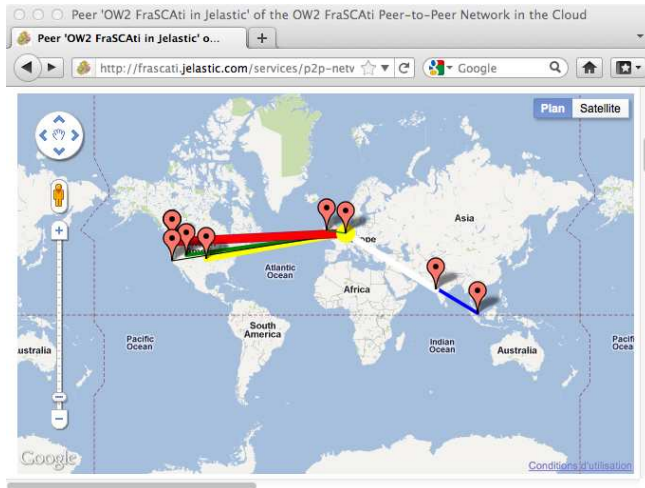 Peer 'OW2 FraSCAti in Jelastic' of the OW2 FraSCAti Peer-to-Peer Network in the Cloud
Peer 'OW2 FraSCAti in Jelastic' o...
http://frascati.jelastic.com/services/p2p-netw
Google
Plan Satellite
Asia
ope
Atlantic
Ocean
Africa
South
America
Pacific
Ocean
Indian
Ocean
ustralia
Australia
Pacifi
Ocea
Google
Conditions d'utilisation